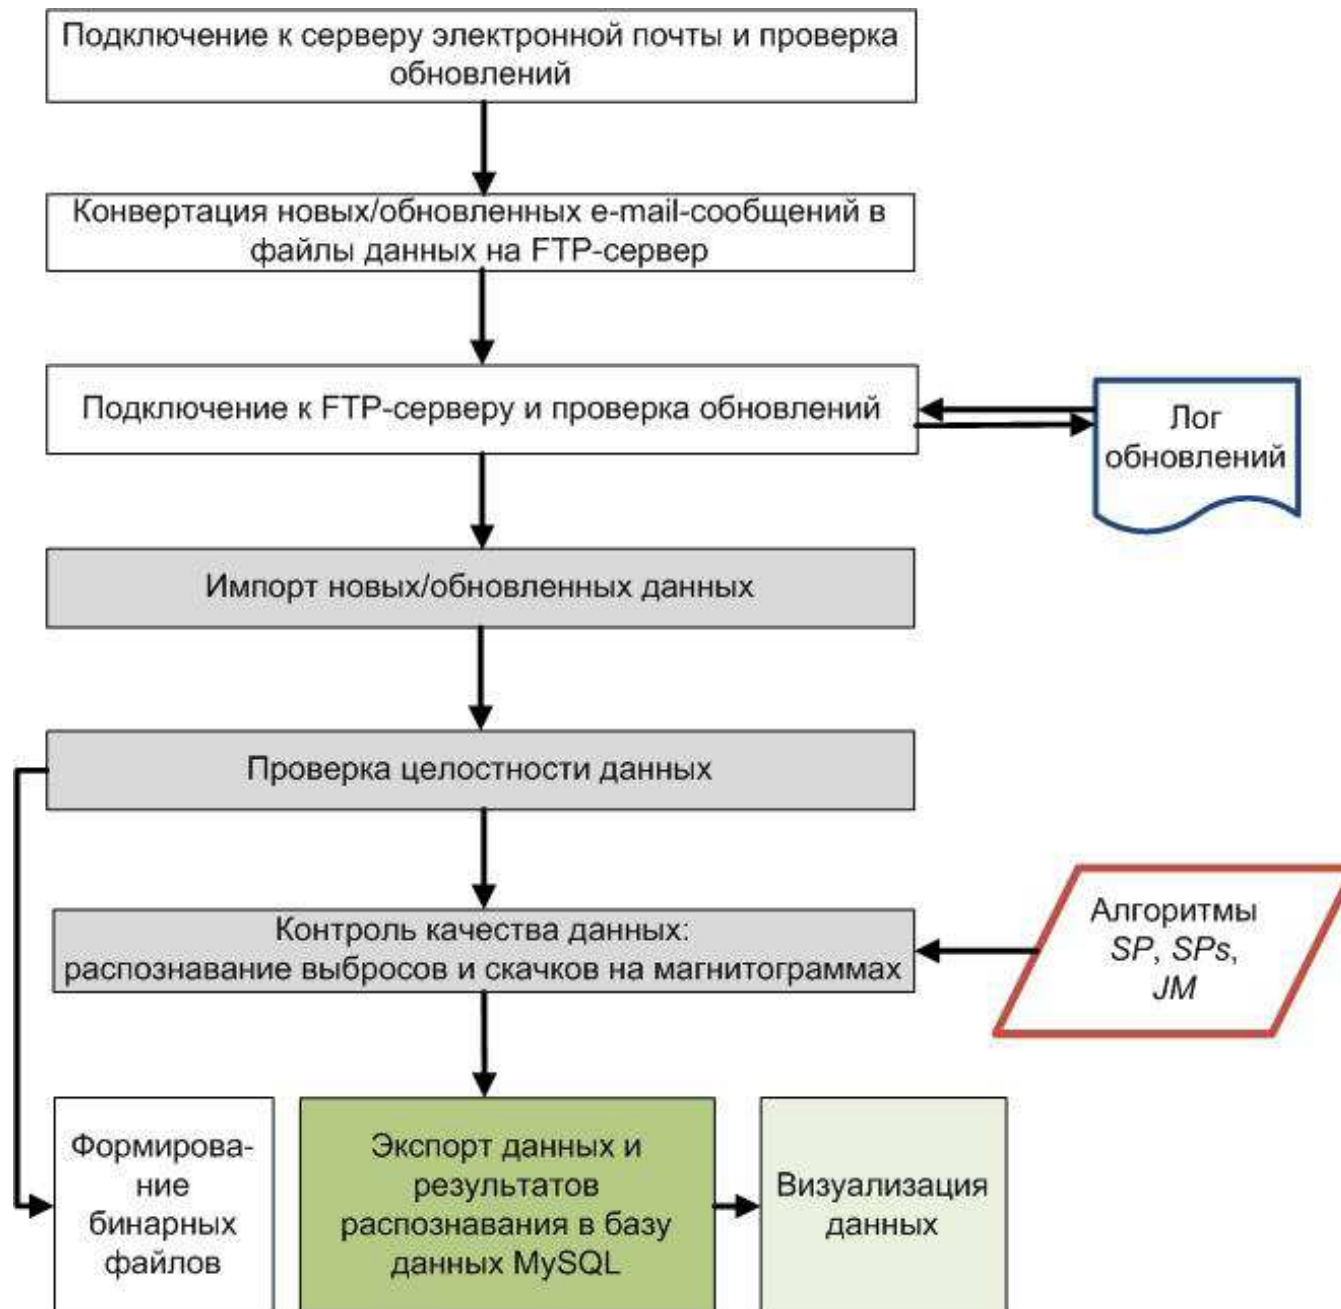 Подключение к серверу электронной почты и проверка
обновлений
Конвертация новых/обновленных e-mail-сообщений в
файлы данных на FTP-сервер
Подключение к FTP-серверу и проверка обновлений
Лог
обновлений
Импорт новых/обновленных данных
Проверка целостности данных
Контроль качества данных:
распознавание выбросов и скачков на магнитограммах
Алгоритмы
SP, SPs,
JM
Формирова-
ние
бинарных
файлов
Экспорт данных и
результатов
распознавания в базу
данных MySQL
Визуализация
данных